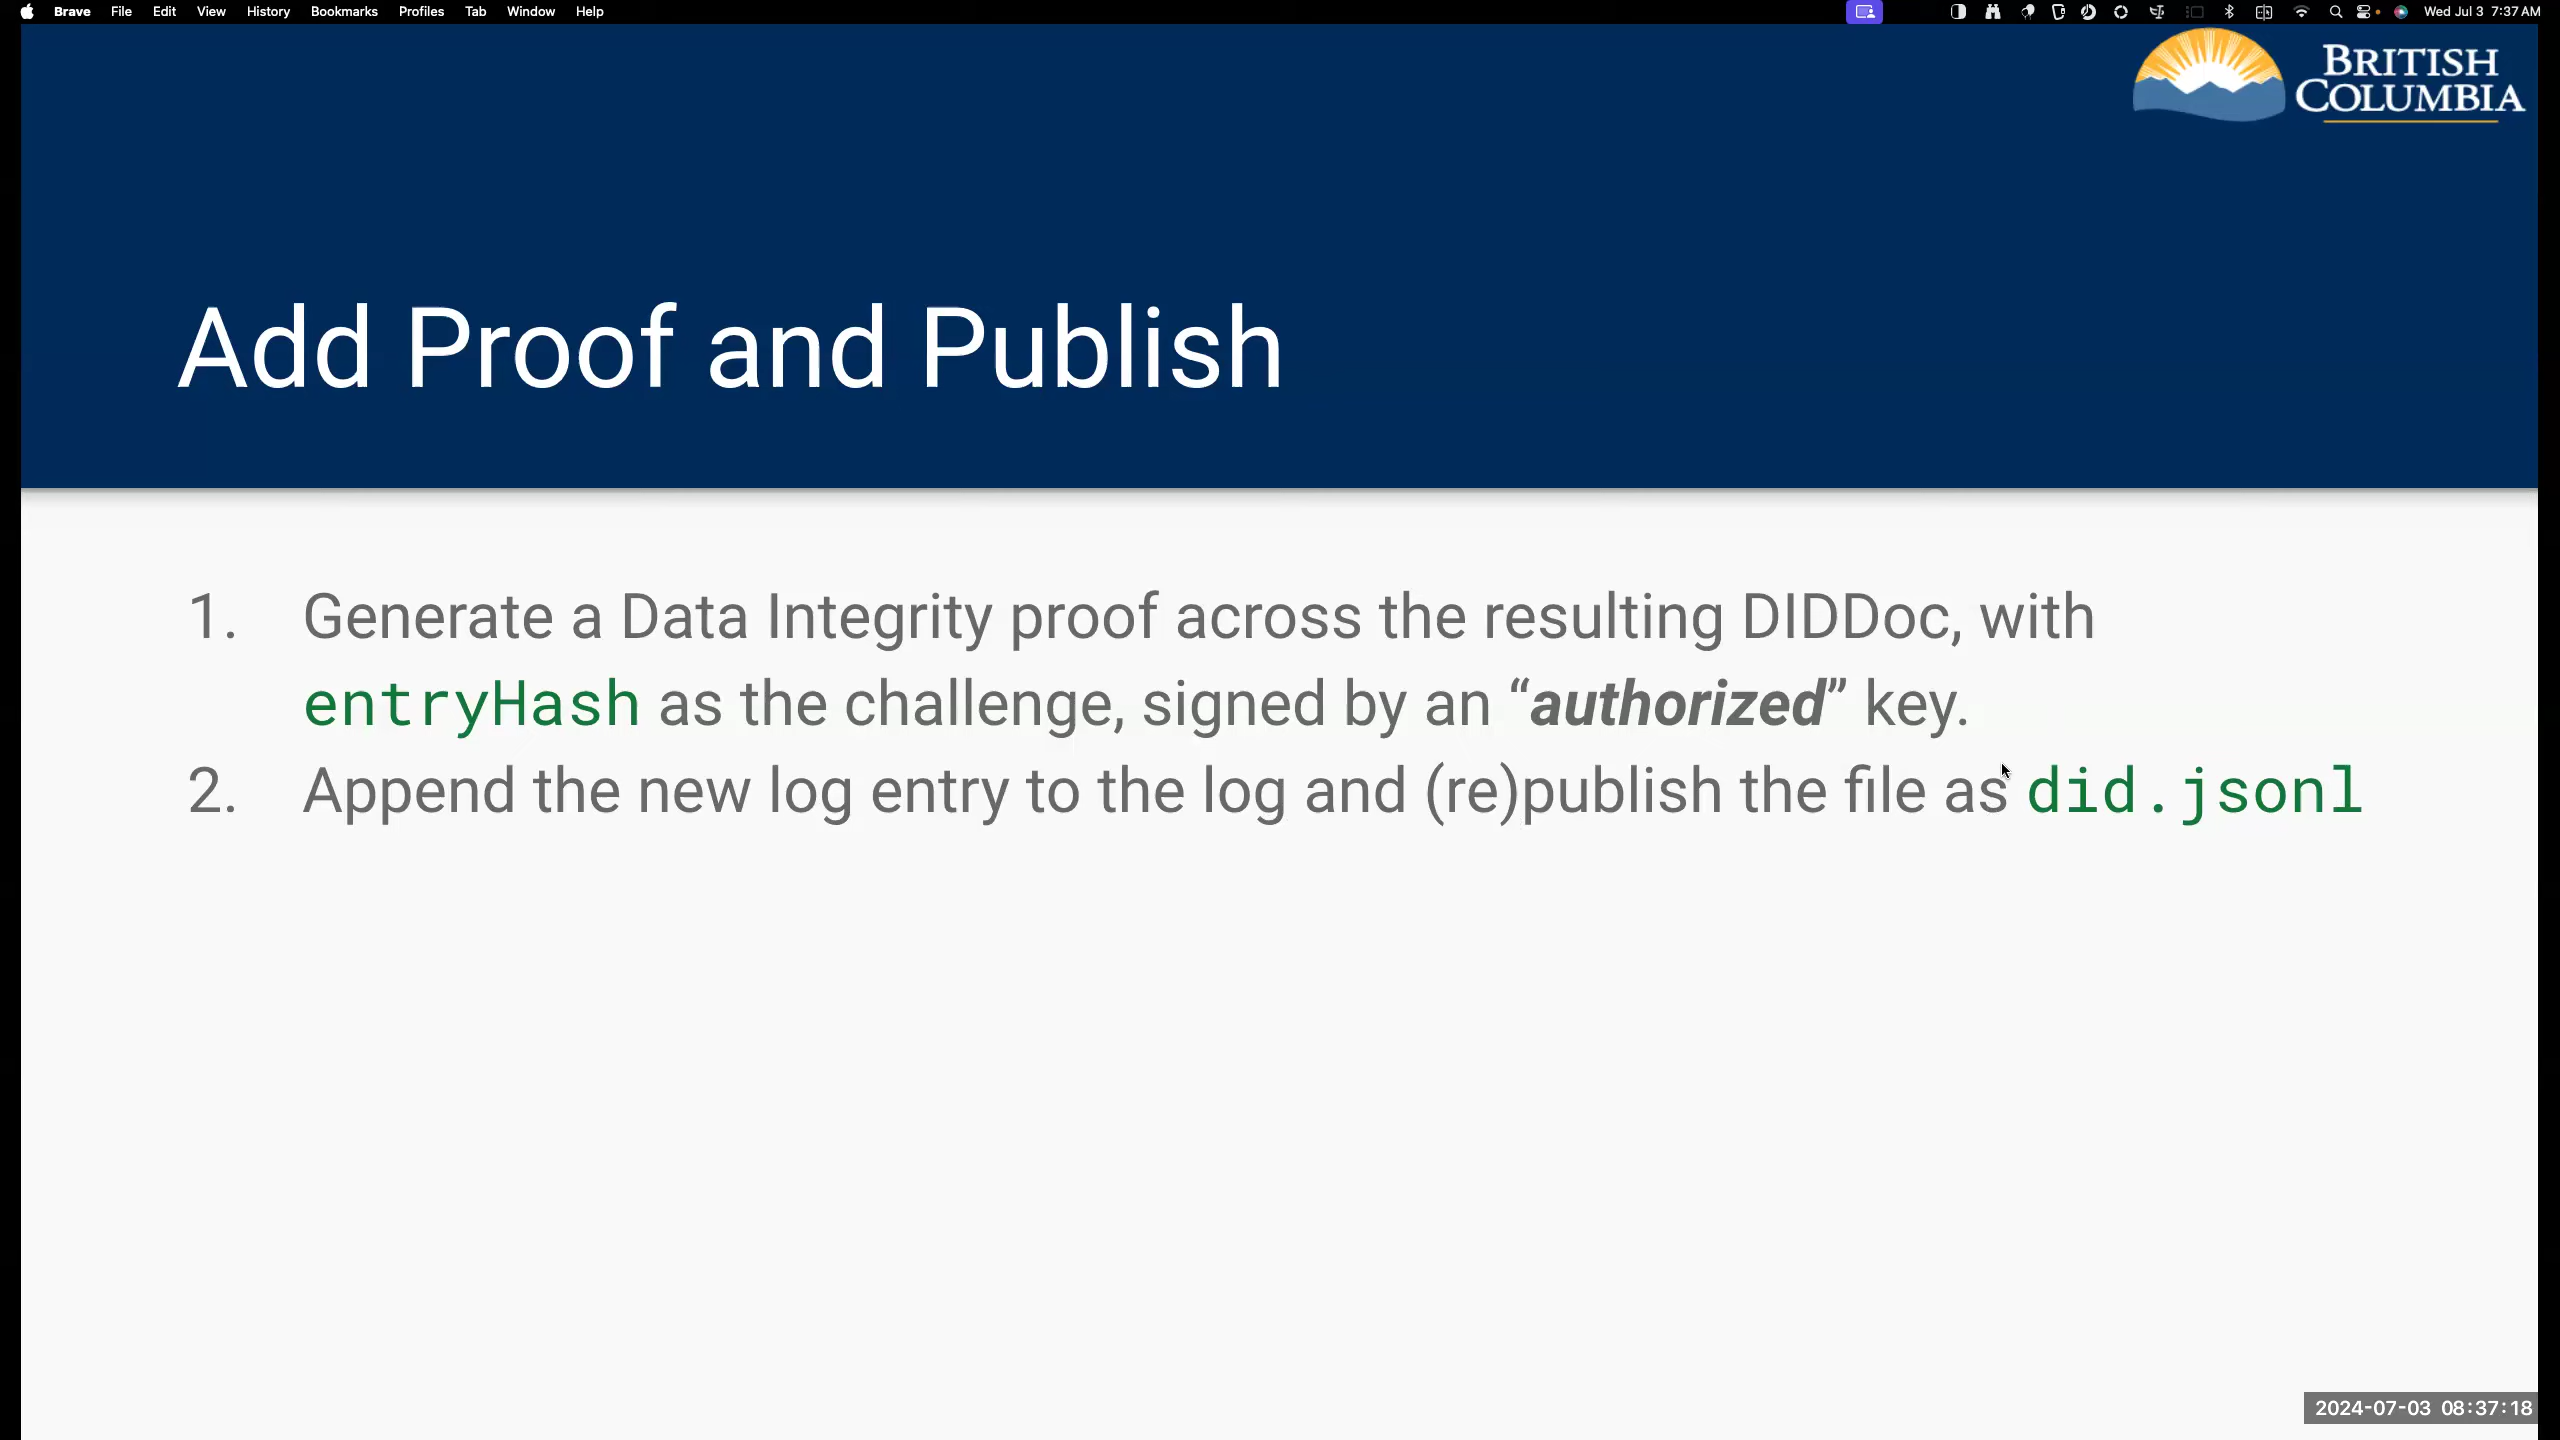 Brave File Edit View History Bookmarks Profiles Tab Window Help Wed Jul 3 7:37 AM
BRITISH
COLUMBIA
Add Proof and Publish
1. Generate a Data Integrity proof across the resulting DIDDoc, with
entryHash as the challenge, signed by an “authorized” key.
2. Append the new log entry to the log and (re)publish the file as did.jsonl
2024-07-03 08:37:18